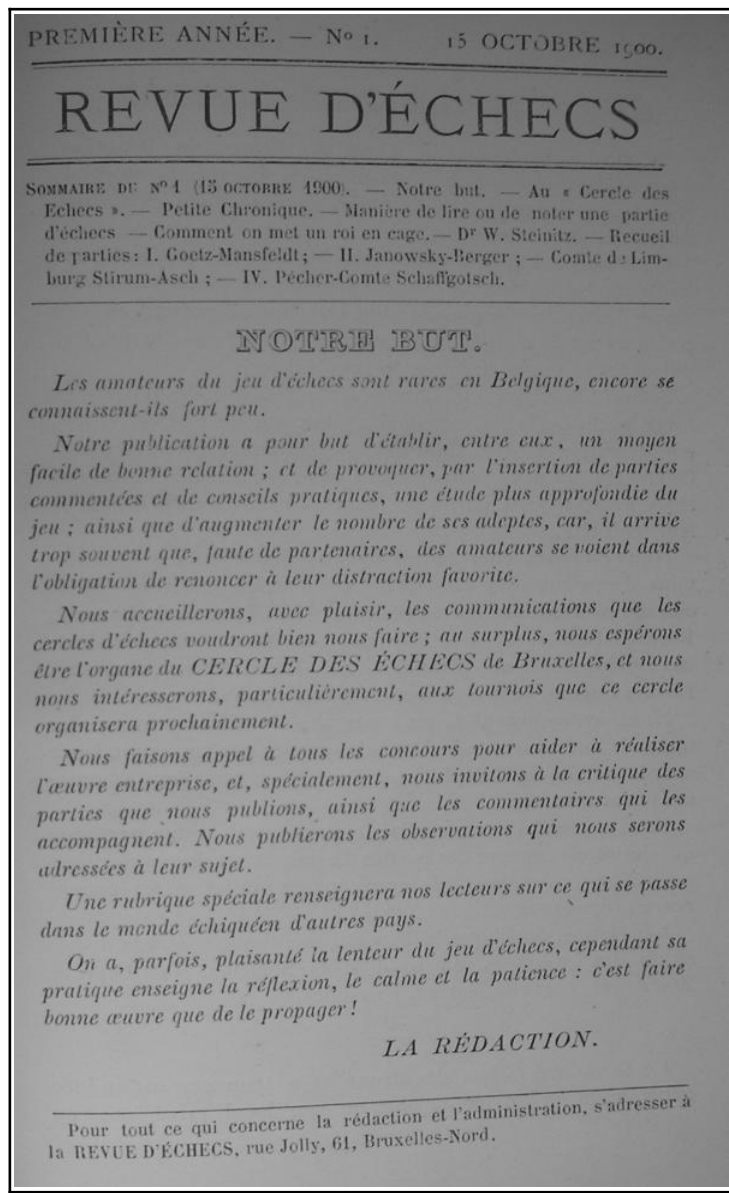 PREMIÈRE ANNÉE. — Nº 1. 15 OCTOBRE 1900.
REVUE D'ÉCHECS
SOMMAIRE DU Nº 1 (15 OCTOBRE 1900). — Notre but. — Au « Cercle des
Echecs ». — Petite Chronique. — Manière de lire ou de noter une partie
d'échecs — Comment on met un roi en cage. — Dr W. Steinitz. — Recueil
de parties: I. Goetz-Mansfeldt; — II. Janowsky-Berger ; — Comte de Lim-
burg Stirum-Asch ; — IV. Pécher-Comte Schaffgotsch.
NOTRE BUT.
Les amateurs du jeu d'échecs sont rares en Belgique, encore se
connaissent-ils fort peu.
Notre publication a pour but d'établir, entre eux, un moyen
facile de bonne relation ; et de provoquer, par l'insertion de parties
commentées et de conseils pratiques, une étude plus approfondie du
jeu ; ainsi que d'augmenter le nombre de ses adeptes, car, il arrive
trop souvent que, faute de partenaires, des amateurs se voient dans
l'obligation de renoncer à leur distraction favorite.
Nous accueillerons, avec plaisir, les communications que les
cercles d'échecs voudront bien nous faire ; au surplus, nous espérons
être l'organe du CERCLE DES ÉCHECS de Bruxelles, et nous
nous intéresserons, particulièrement, aux tournois que ce cercle
organisera prochainement.
Nous faisons appel à tous les concours pour aider à réaliser
l'œuvre entreprise, et, spécialement, nous invitons à la critique des
parties que nous publions, ainsi que les commentaires qui les
accompagnent. Nous publierons les observations qui nous serons
adressées à leur sujet.
Une rubrique spéciale renseignera nos lecteurs sur ce qui se passe
dans le monde échiquéen d'autres pays.
On a, parfois, plaisanté la lenteur du jeu d'échecs, cependant sa
pratique enseigne la réflexion, le calme et la patience : c'est faire
bonne œuvre que de le propager !
LA RÉDACTION.
Pour tout ce qui concerne la rédaction et l'administration, s'adresser à
la REVUE D'ÉCHECS, rue Jolly, 61, Bruxelles-Nord.